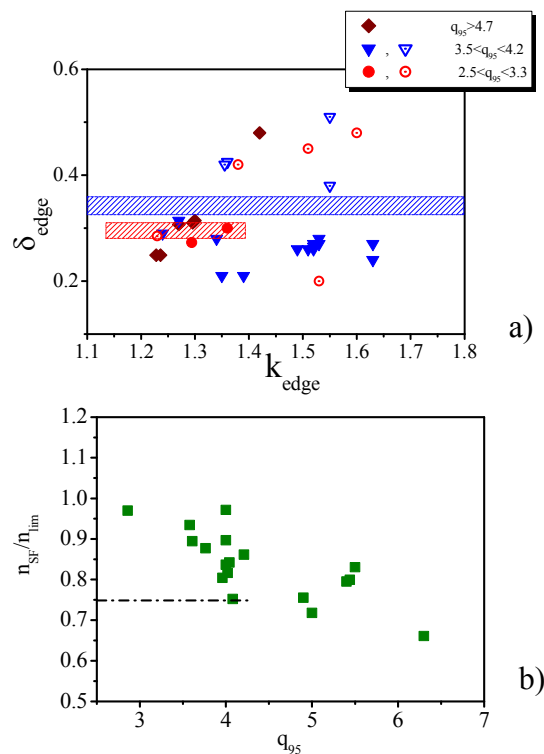 q95>4.7
, 3.5<q95<4.2
, 2.5<q95<3.3
0.6
0.4
0.2
δedge
1.1 1.2 1.3 1.4 1.5 1.6 1.7 1.8
kedge
a)
1.2
1.1
1.0
0.9
0.8
0.7
0.6
0.5
nSF/nlim
3 4 5 6 7
q95
b)